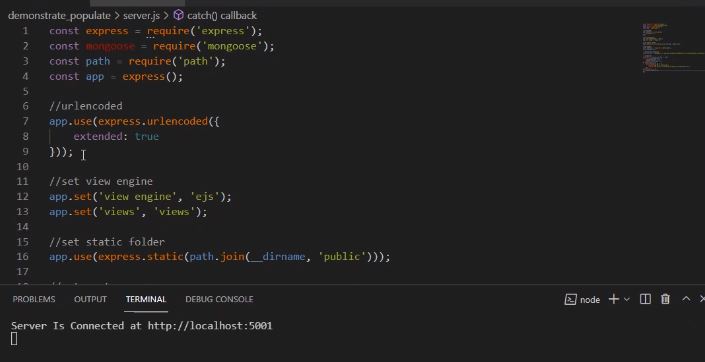 demonstrate_populate > server.js > catch() callback
1 const express = require('express');
2 const mongoose = require('mongoose');
3 const path = require('path');
4 const app = express();
5
6 //urlencoded
7 app.use(express.urlencoded({
8 extended: true
9 }));
10
11 //set view engine
12 app.set('view engine', 'ejs');
13 app.set('views', 'views');
14
15 //set static folder
16 app.use(express.static(path.join(__dirname, 'public')));
17
PROBLEMS OUTPUT TERMINAL DEBUG CONSOLE node
Server Is Connected at http://localhost:5001